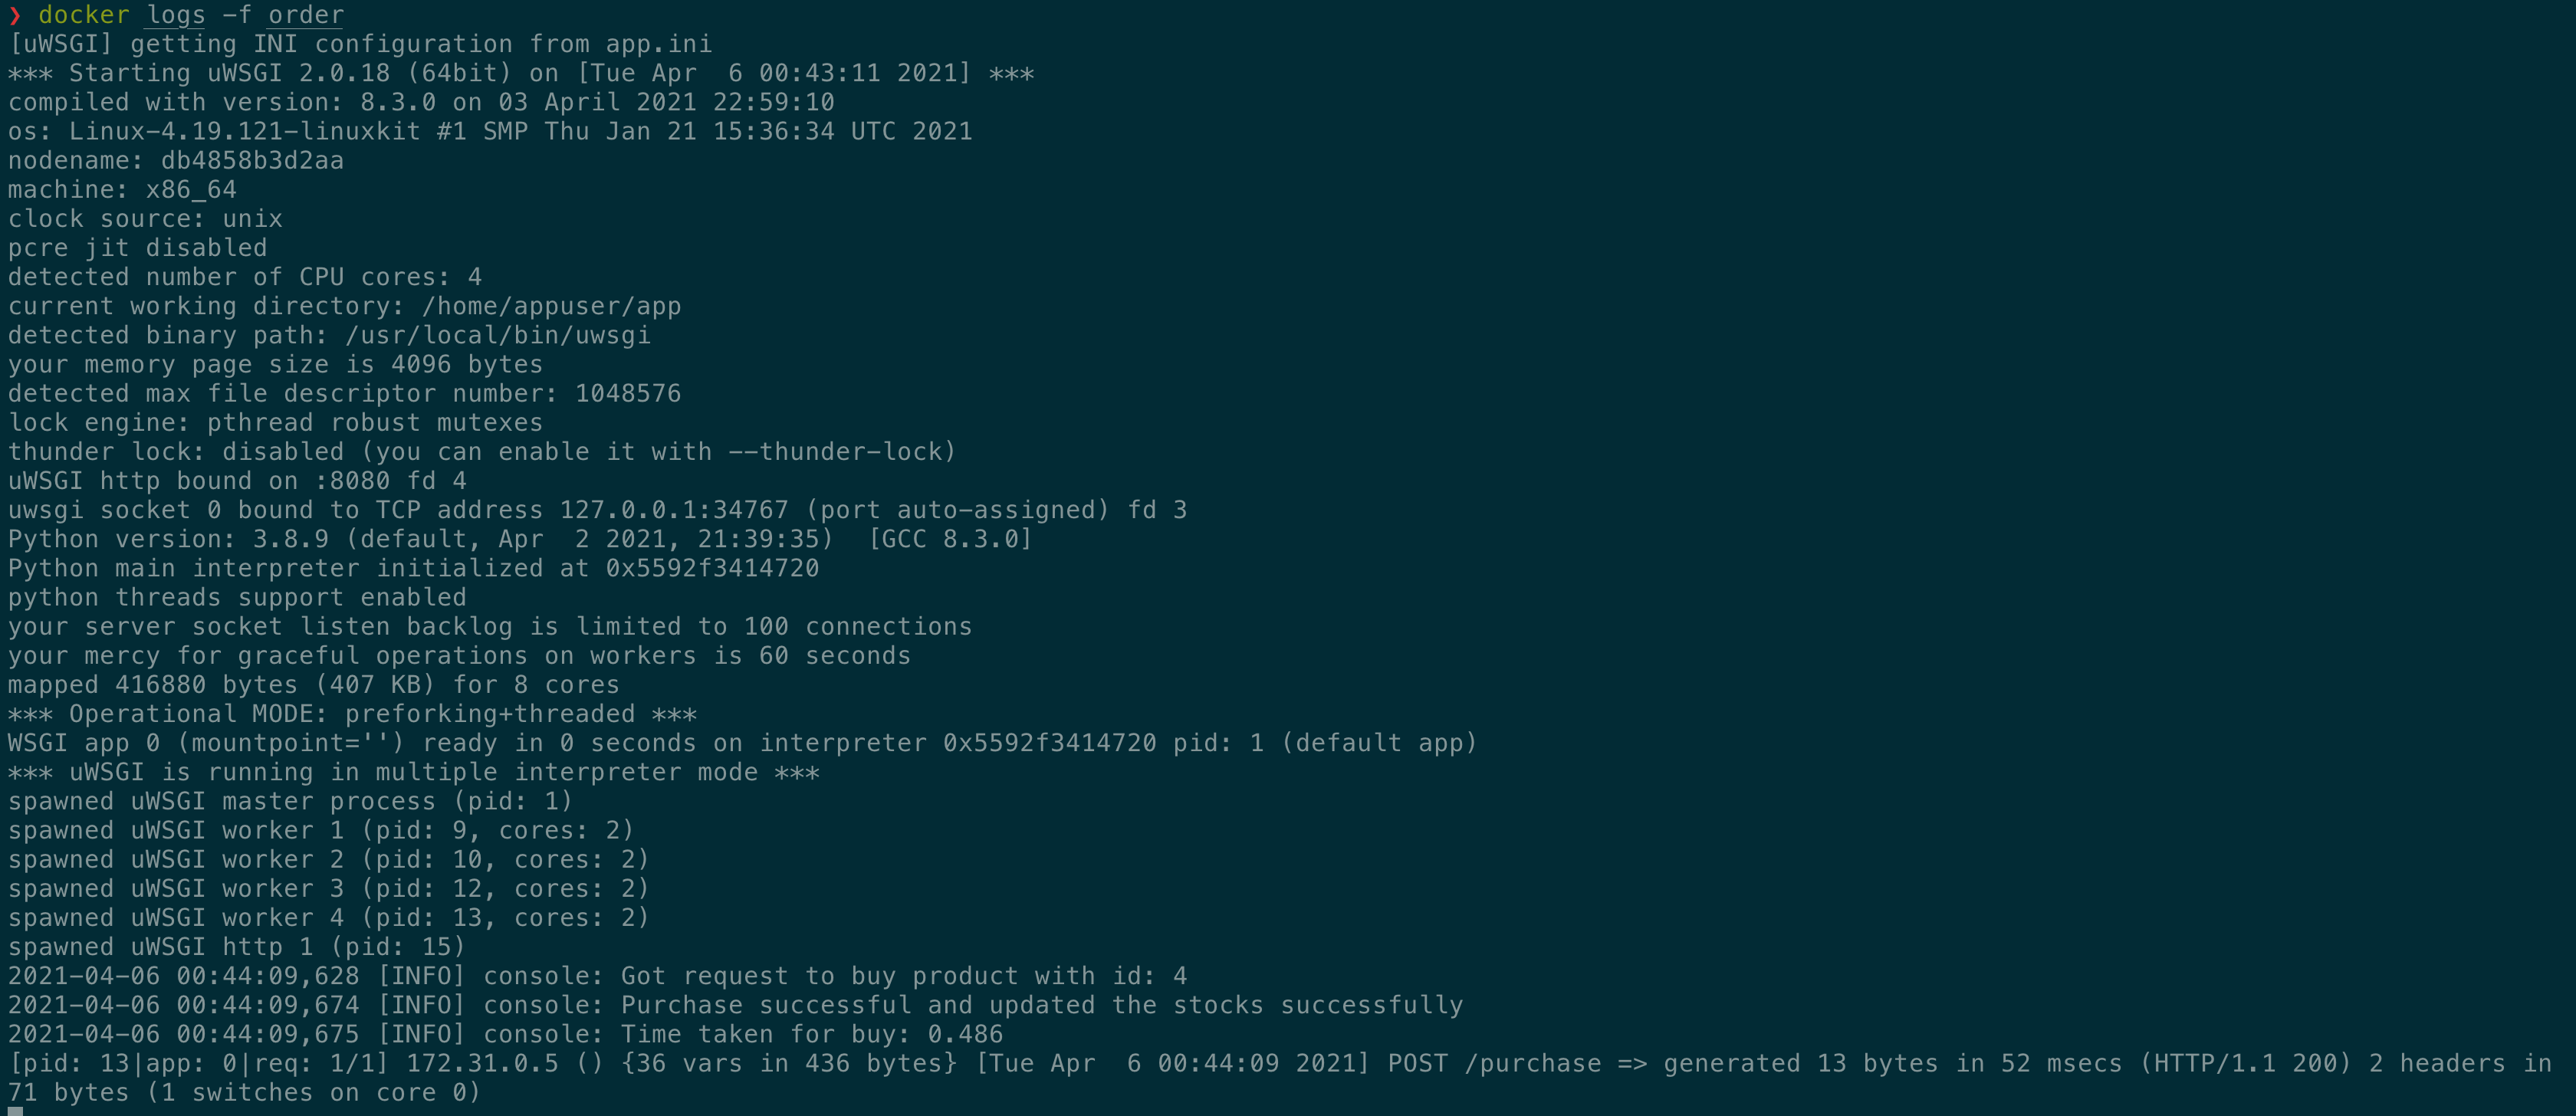 ❯ docker logs -f order
[uWSGI] getting INI configuration from app.ini
*** Starting uWSGI 2.0.18 (64bit) on [Tue Apr  6 00:43:11 2021] ***
compiled with version: 8.3.0 on 03 April 2021 22:59:10
os: Linux-4.19.121-linuxkit #1 SMP Thu Jan 21 15:36:34 UTC 2021
nodename: db4858b3d2aa
machine: x86_64
clock source: unix
pcre jit disabled
detected number of CPU cores: 4
current working directory: /home/appuser/app
detected binary path: /usr/local/bin/uwsgi
your memory page size is 4096 bytes
detected max file descriptor number: 1048576
lock engine: pthread robust mutexes
thunder lock: disabled (you can enable it with --thunder-lock)
uWSGI http bound on :8080 fd 4
uwsgi socket 0 bound to TCP address 127.0.0.1:34767 (port auto-assigned) fd 3
Python version: 3.8.9 (default, Apr  2 2021, 21:39:35)  [GCC 8.3.0]
Python main interpreter initialized at 0x5592f3414720
python threads support enabled
your server socket listen backlog is limited to 100 connections
your mercy for graceful operations on workers is 60 seconds
mapped 416880 bytes (407 KB) for 8 cores
*** Operational MODE: preforking+threaded ***
WSGI app 0 (mountpoint='') ready in 0 seconds on interpreter 0x5592f3414720 pid: 1 (default app)
*** uWSGI is running in multiple interpreter mode ***
spawned uWSGI master process (pid: 1)
spawned uWSGI worker 1 (pid: 9, cores: 2)
spawned uWSGI worker 2 (pid: 10, cores: 2)
spawned uWSGI worker 3 (pid: 12, cores: 2)
spawned uWSGI worker 4 (pid: 13, cores: 2)
spawned uWSGI http 1 (pid: 15)
2021-04-06 00:44:09,628 [INFO] console: Got request to buy product with id: 4
2021-04-06 00:44:09,674 [INFO] console: Purchase successful and updated the stocks successfully
2021-04-06 00:44:09,675 [INFO] console: Time taken for buy: 0.486
[pid: 13|app: 0|req: 1/1] 172.31.0.5 () {36 vars in 436 bytes} [Tue Apr  6 00:44:09 2021] POST /purchase => generated 13 bytes in 52 msecs (HTTP/1.1 200) 2 headers in
71 bytes (1 switches on core 0)